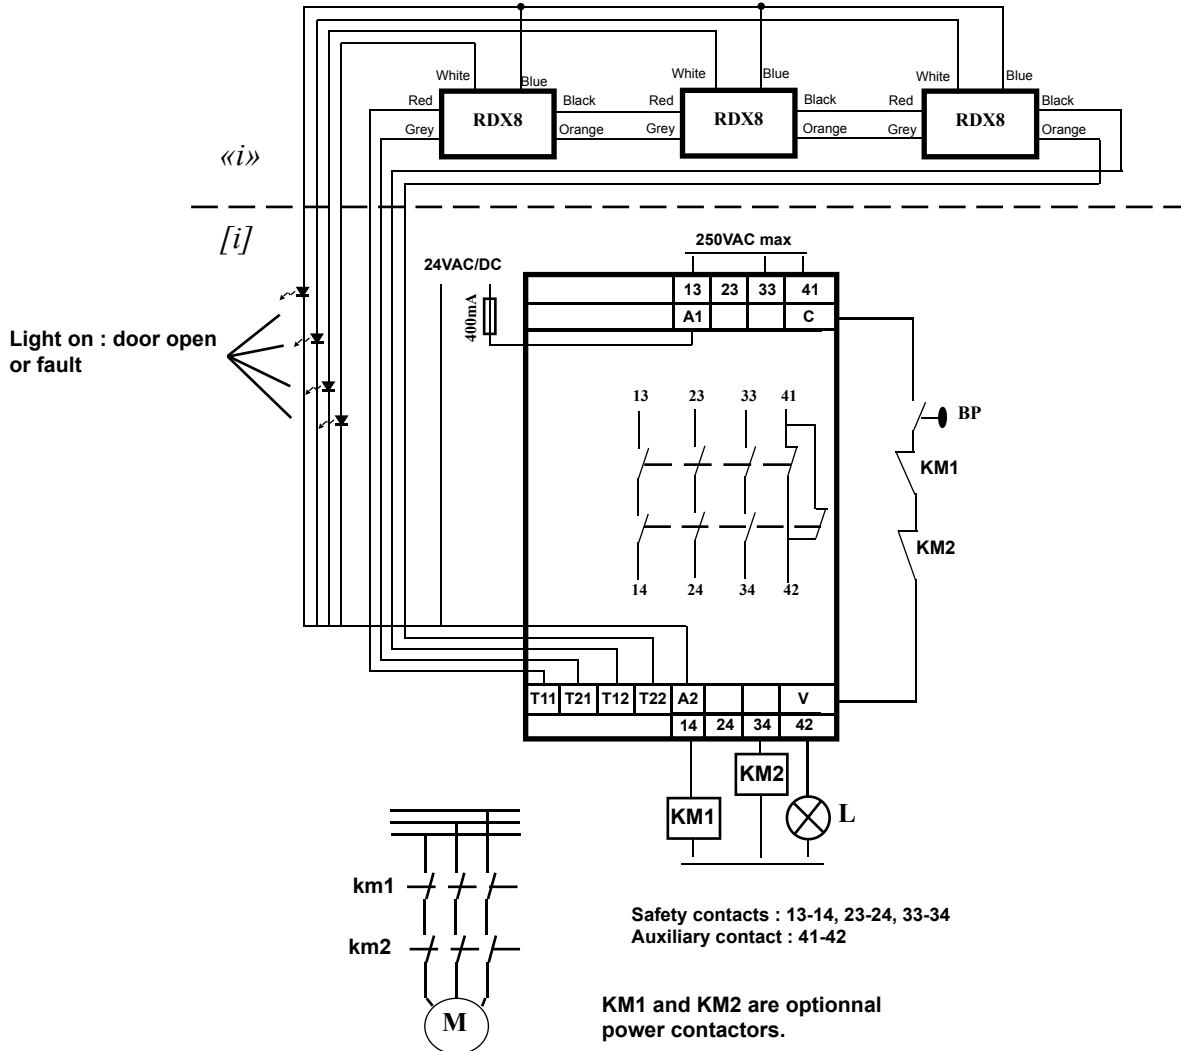 White
Blue
White
Blue
White
Blue
Red
Black
Red
Black
Red
Black
RDX8
RDX8
RDX8
Grey
Orange
Grey
Orange
Grey
Orange
«i»
[i]
250VAC max
24VAC/DC
400mA
13 23 33 41
A1 C
Light on : door open
or fault
13 23 33 41
BP
KM1
KM2
14 24 34 42
T11 T21 T12 T22 A2 V
14 24 34 42
KM2
KM1
L
km1
km2
M
Safety contacts : 13-14, 23-24, 33-34
Auxiliary contact : 41-42
KM1 and KM2 are optionnal
power contactors.